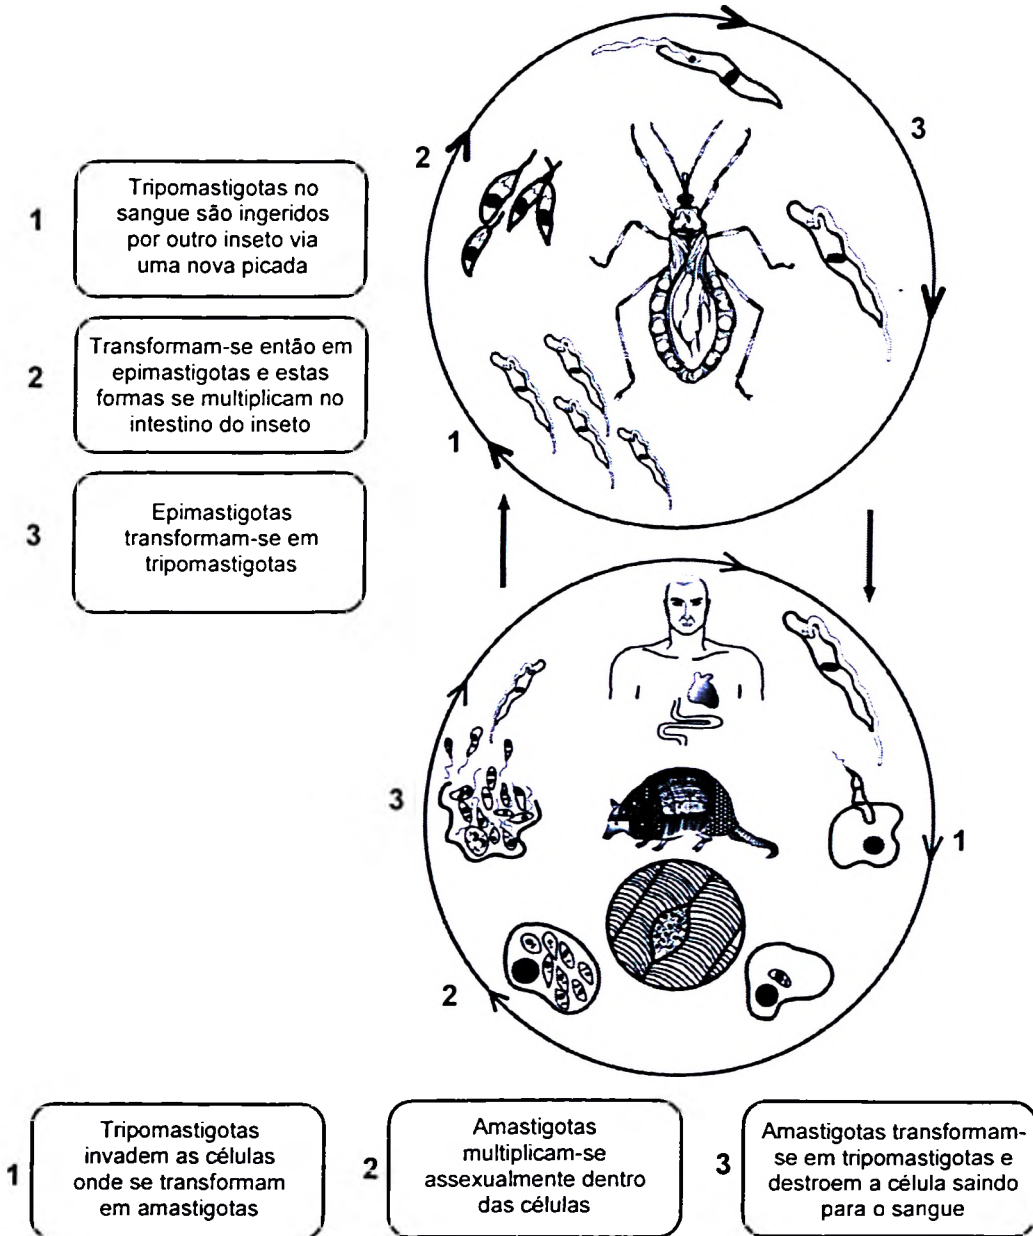 1
Tripomastigotas no
sangue são ingeridos
por outro inseto via
uma nova picada
2
Transformam-se então em
epimastigotas e estas
formas se multiplicam no
intestino do inseto
3
Epimastigotas
transformam-se em
tripomastigotas
2
3
1
3
1
2
1
Tripomastigotas
invadem as células
onde se transformam
em amastigotas
2
Amastigotas
multiplicam-se
assexualmente dentro
das células
3
Amastigotas transformam-
se em tripomastigotas e
destroem a célula saindo
para o sangue